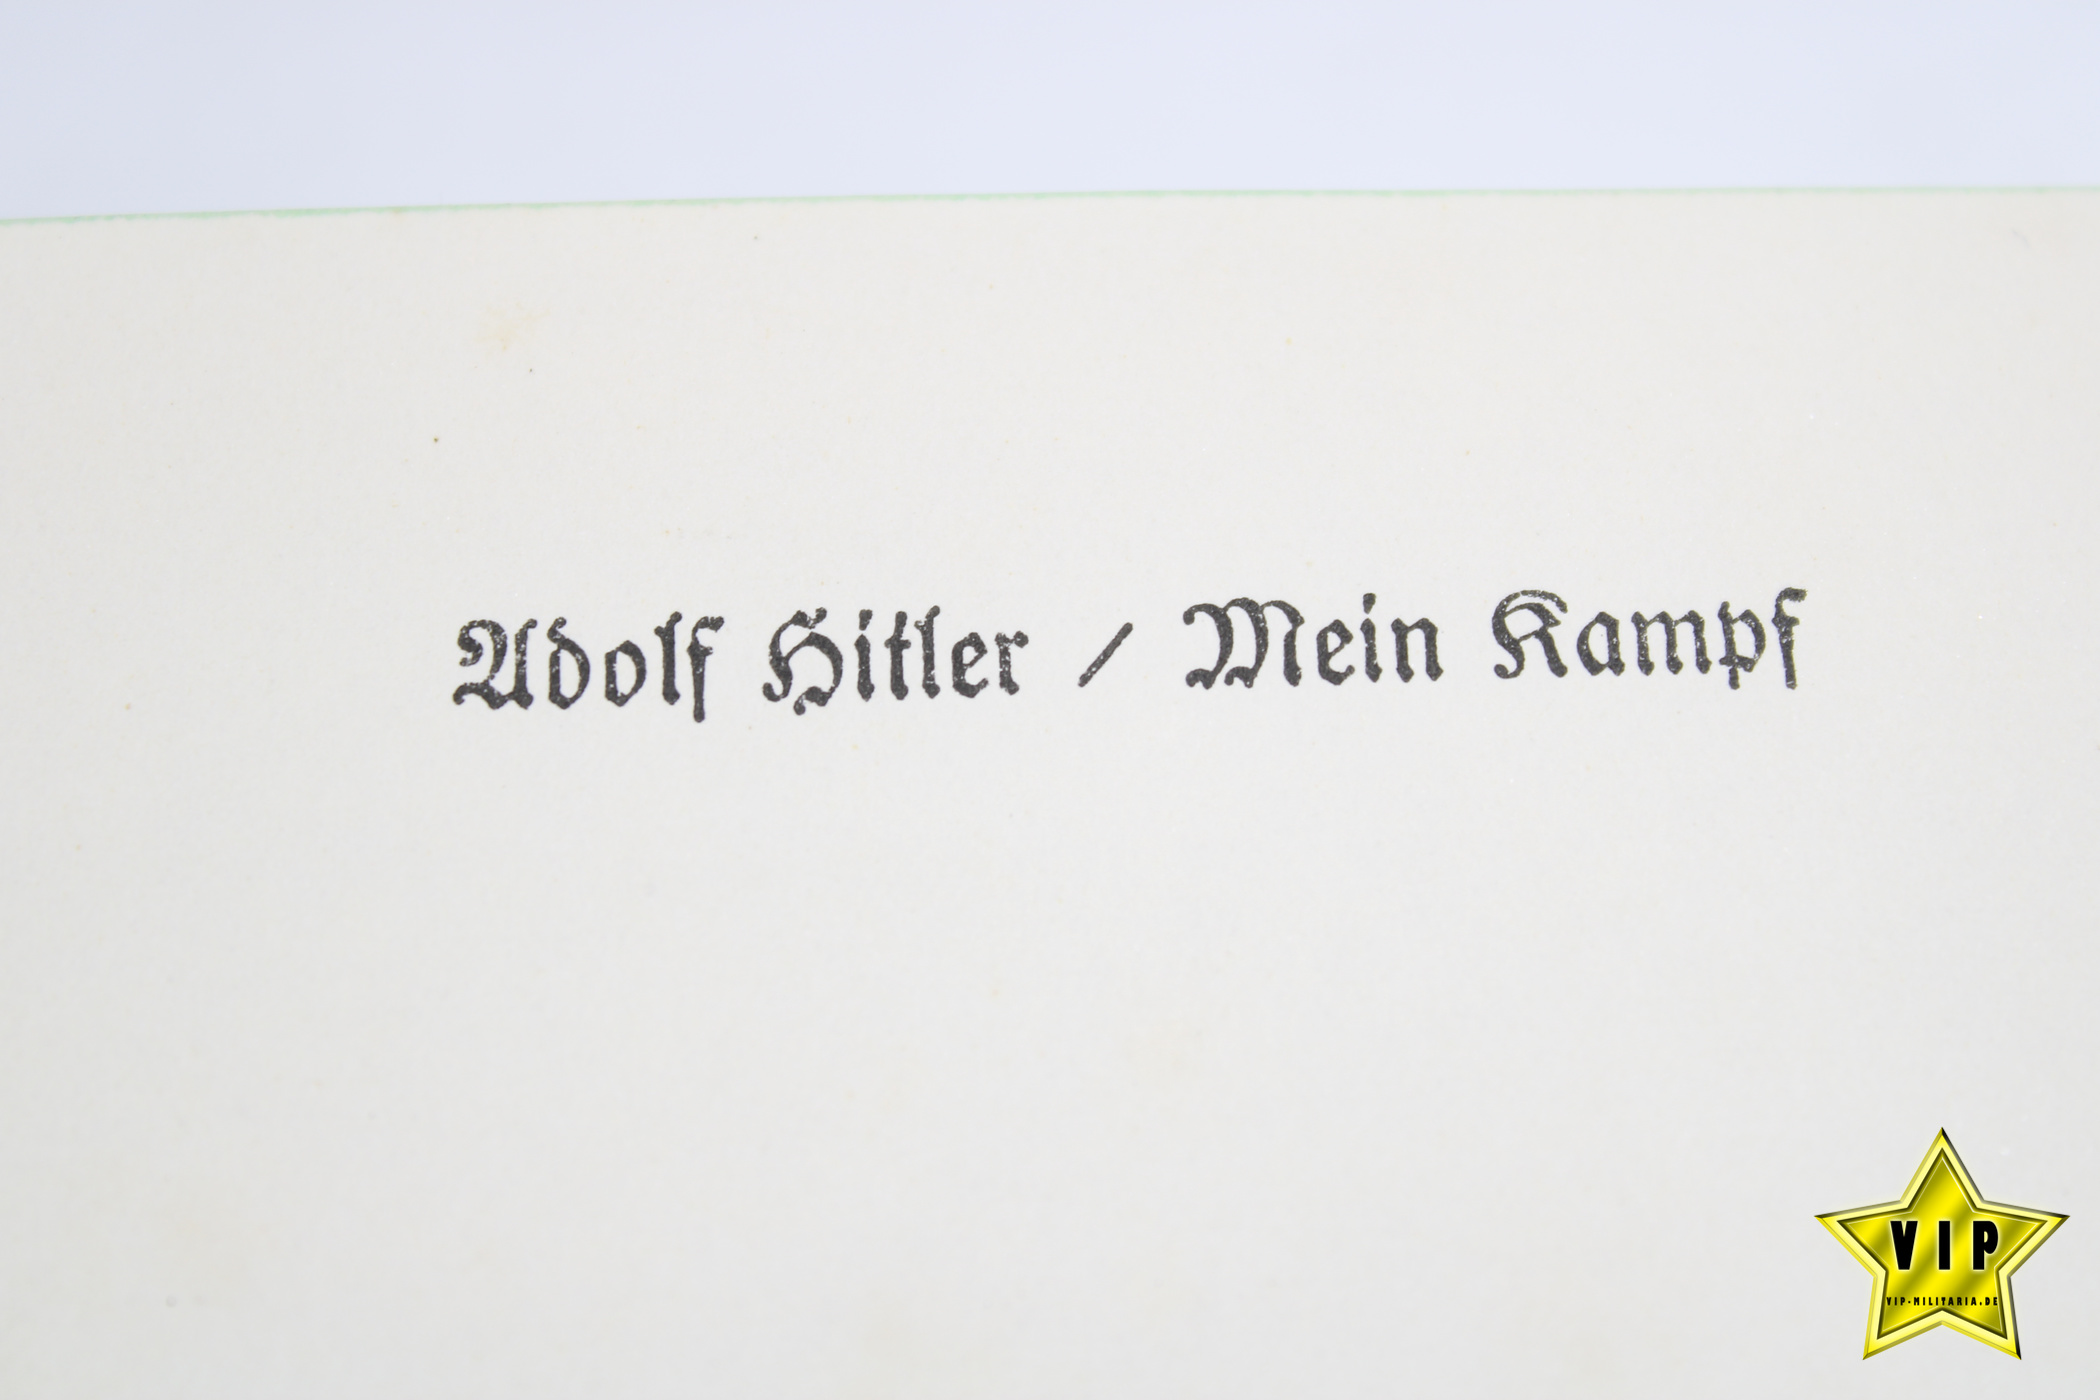 Adolf Hitler / Mein Kampf
VIP
VIP-MILITARIA.DE